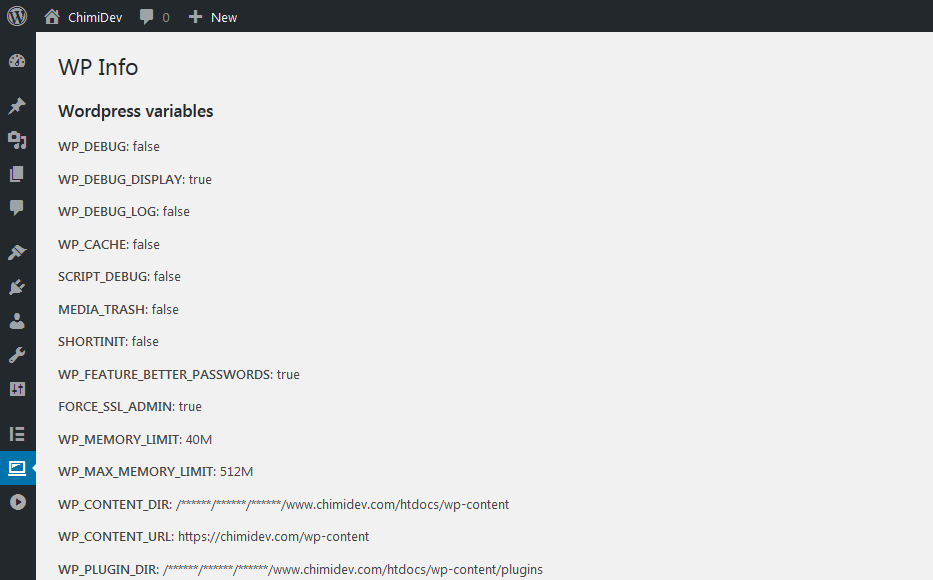 ChimiDev 0 New
WP Info
Wordpress variables
WP_DEBUG: false
WP_DEBUG_DISPLAY: true
WP_DEBUG_LOG: false
WP_CACHE: false
SCRIPT_DEBUG: false
MEDIA_TRASH: false
SHORTINIT: false
WP_FEATURE_BETTER_PASSWORDS: true
FORCE_SSL_ADMIN: true
WP_MEMORY_LIMIT: 40M
WP_MAX_MEMORY_LIMIT: 512M
WP_CONTENT_DIR: /******/******/******/www.chimidev.com/htdocs/wp-content
WP_CONTENT_URL: https://chimidev.com/wp-content
WP_PLUGIN_DIR: /******/******/******/www.chimidev.com/htdocs/wp-content/plugins